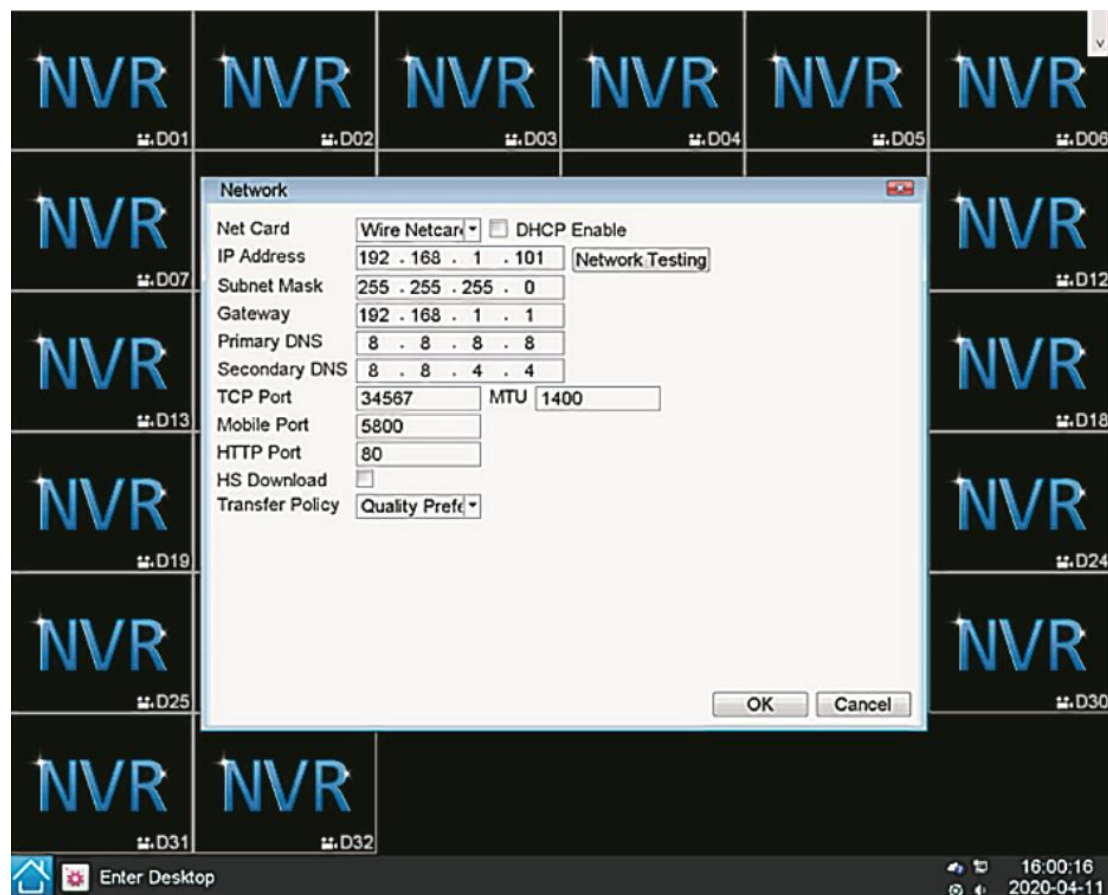 NVR NVR NVR NVR NVR NVR
D01 D02 D03 D04 D05 D06
NVR NVR
D07 D12
Network
Net Card Wire Netcar DHCP Enable
IP Address 192 . 168 . 1 . 101 Network Testing
Subnet Mask 255 . 255 . 255 . 0
Gateway 192 . 168 . 1 . 1
Primary DNS 8 . 8 . 8 . 8
Secondary DNS 8 . 8 . 4 . 4
TCP Port 34567 MTU 1400
Mobile Port 5800
HTTP Port 80
HS Download
Transfer Policy Quality Prefe
OK Cancel
NVR NVR
D13 D18
NVR NVR
D19 D24
NVR NVR
D25 D30
NVR NVR
D31 D32
Enter Desktop
16:00:16
2020-04-11